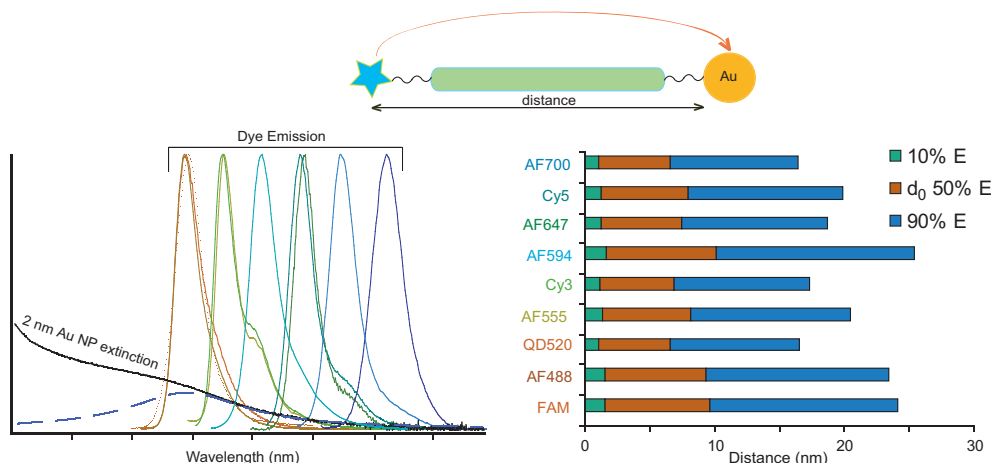 Au
distance
Dye Emission
2 nm Au NP extinction
Wavelength (nm)
AF700
Cy5
AF647
AF594
Cy3
AF555
QD520
AF488
FAM
10% E
d₀ 50% E
90% E
0 10 20 30
Distance (nm)